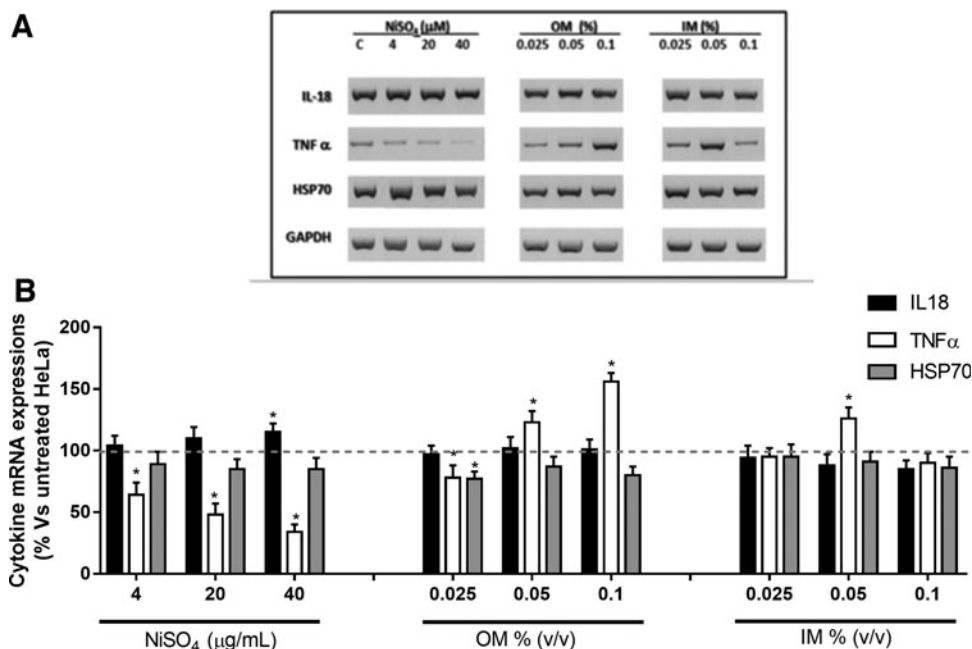 A
NiSO4 (μM) OM (%) IM (%)
C 4 20 40 0.025 0.05 0.1 0.025 0.05 0.1
IL-18
TNF α
HSP70
GAPDH
B
IL18
TNFα
HSP70
Cytokine mRNA expressions
(% Vs untreated HeLa)
200
150
100
50
0
* * * * * * * * * *
4 20 40 0.025 0.05 0.1 0.025 0.05 0.1
NiSO4 (μg/mL) OM % (v/v) IM % (v/v)